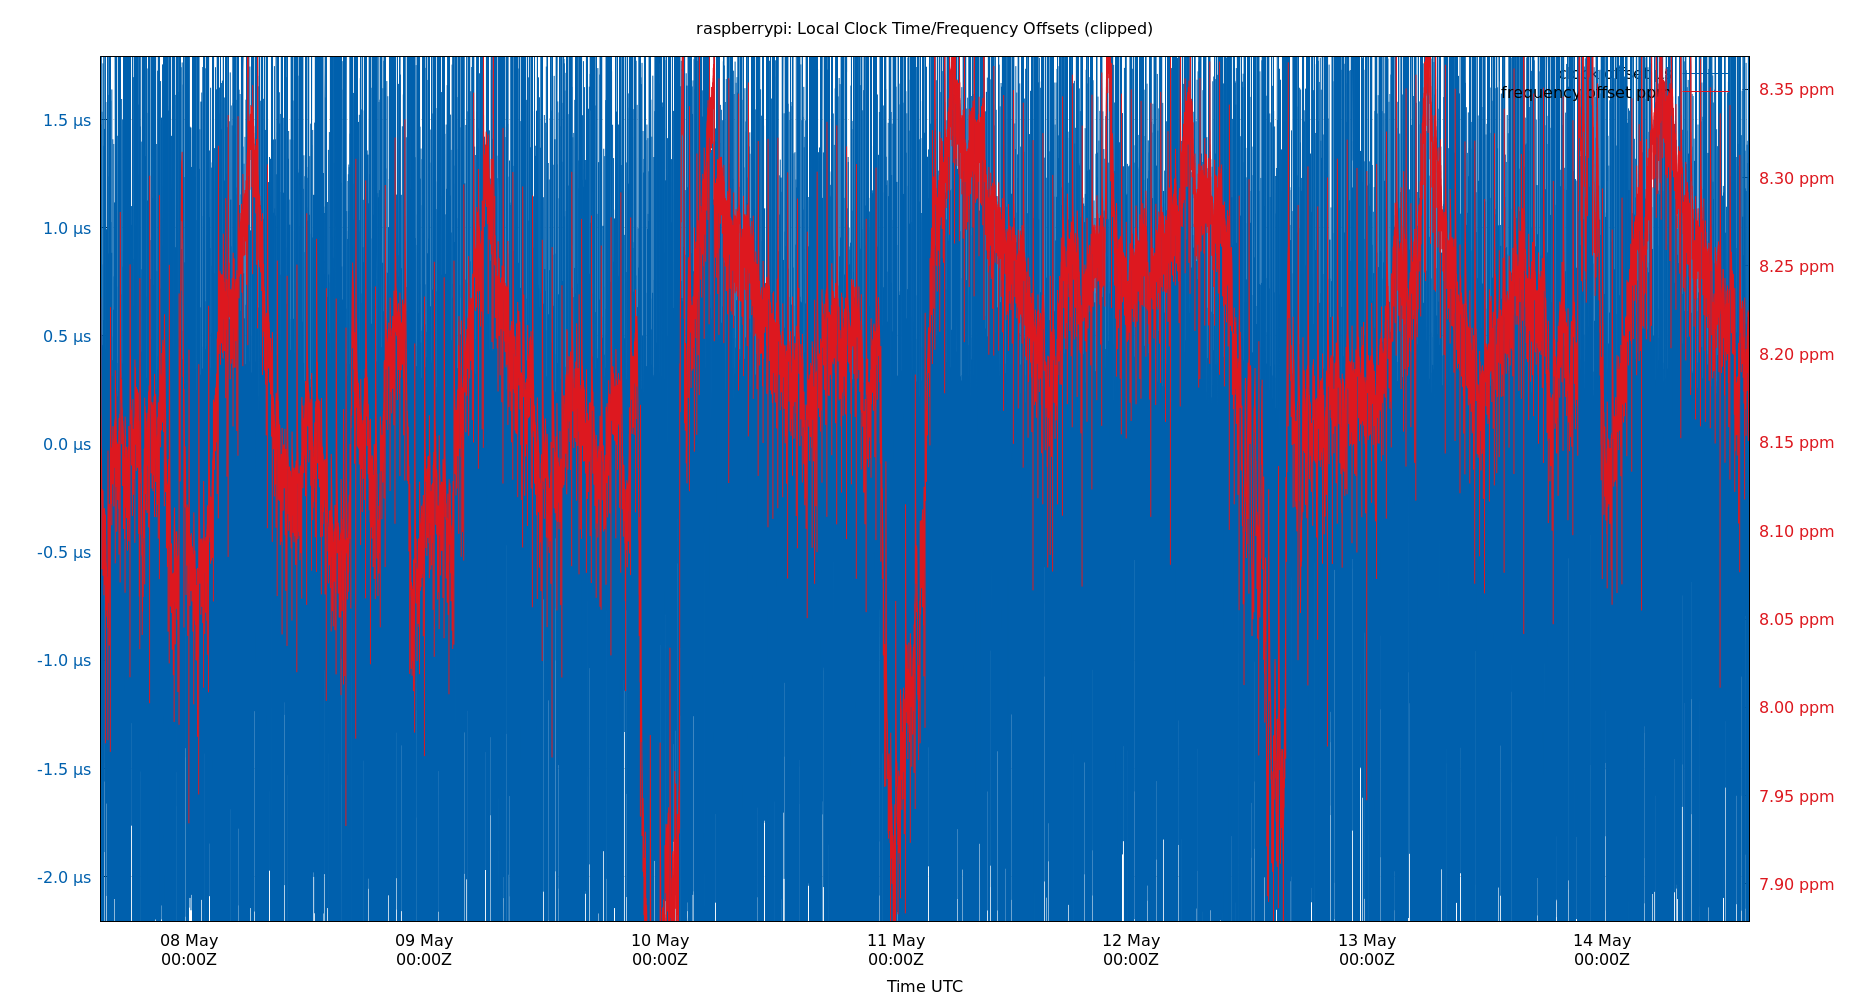 raspberrypi: Local Clock Time/Frequency Offsets (clipped)
clock offset
frequency offset ppm
1.5 µs
1.0 µs
0.5 µs
0.0 µs
-0.5 µs
-1.0 µs
-1.5 µs
-2.0 µs
8.35 ppm
8.30 ppm
8.25 ppm
8.20 ppm
8.15 ppm
8.10 ppm
8.05 ppm
8.00 ppm
7.95 ppm
7.90 ppm
08 May 09 May 10 May 11 May 12 May 13 May 14 May
00:00Z 00:00Z 00:00Z 00:00Z 00:00Z 00:00Z 00:00Z
Time UTC